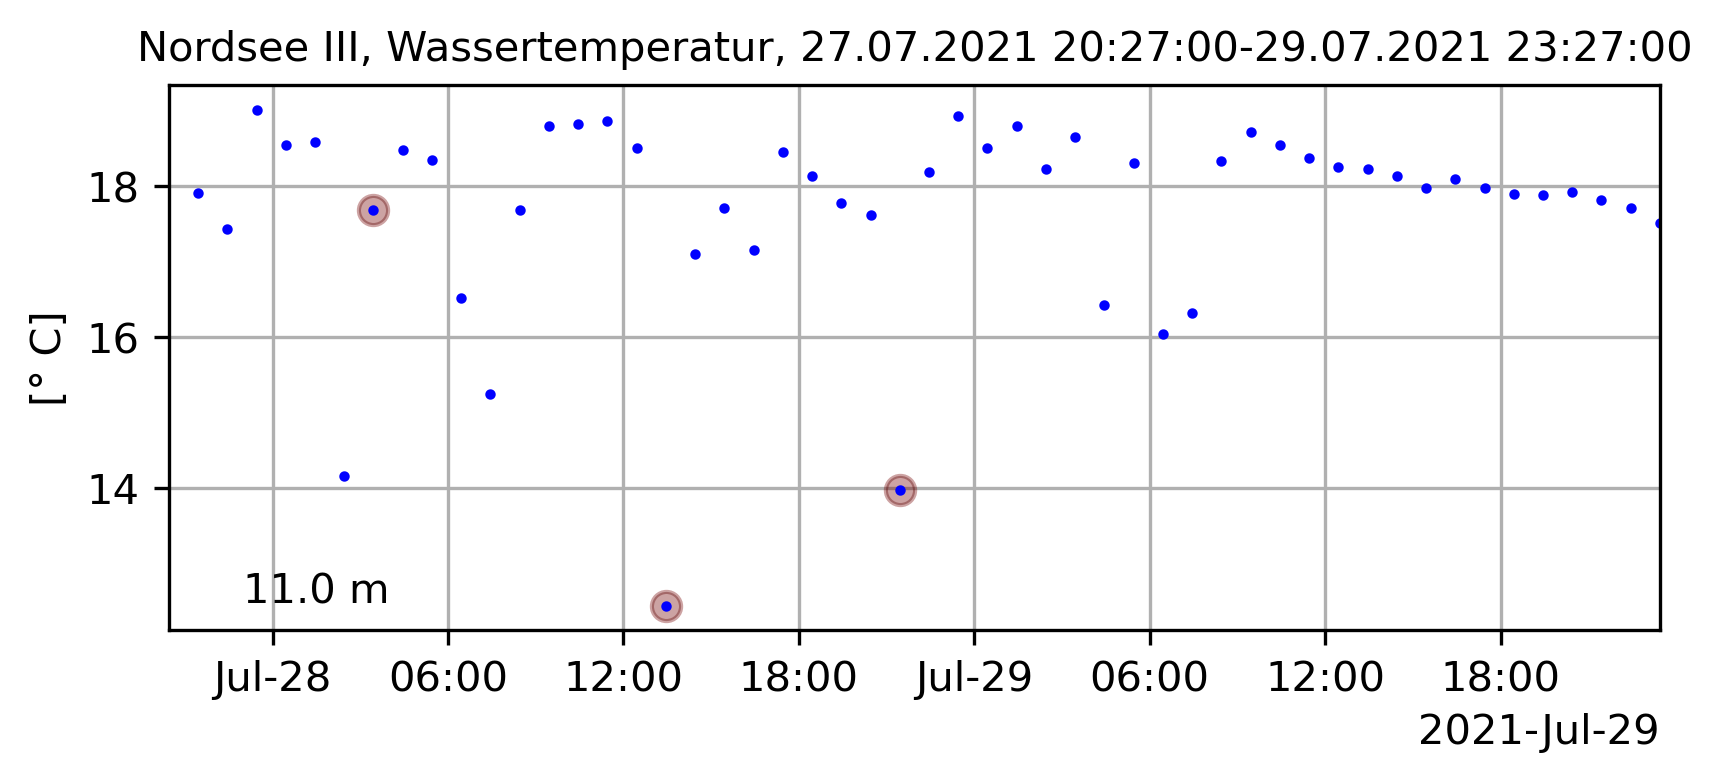 Nordsee III, Wassertemperatur, 27.07.2021 20:27:00-29.07.2021 23:27:00
18
16
14
[° C]
11.0 m
Jul-28 06:00 12:00 18:00 Jul-29 06:00 12:00 18:00
2021-Jul-29